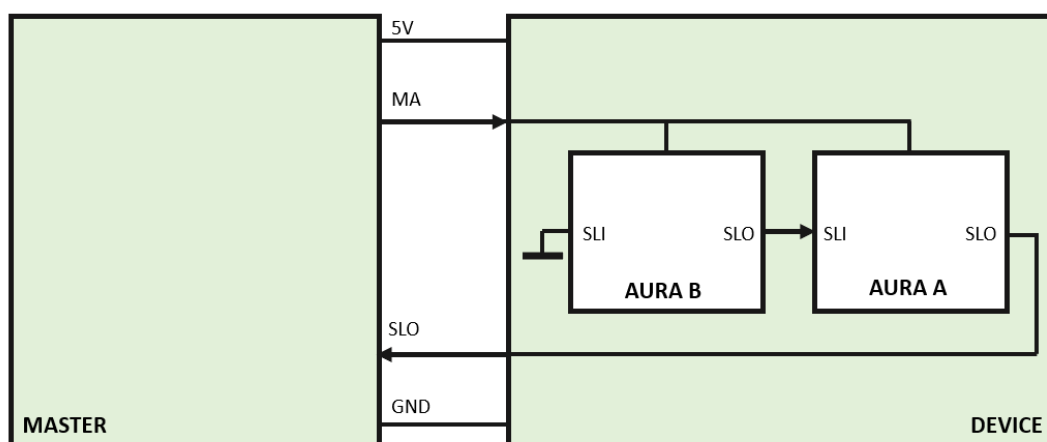 5V
MA
SLI
SLO
SLI
SLO
AURA B
AURA A
SLO
GND
MASTER
DEVICE